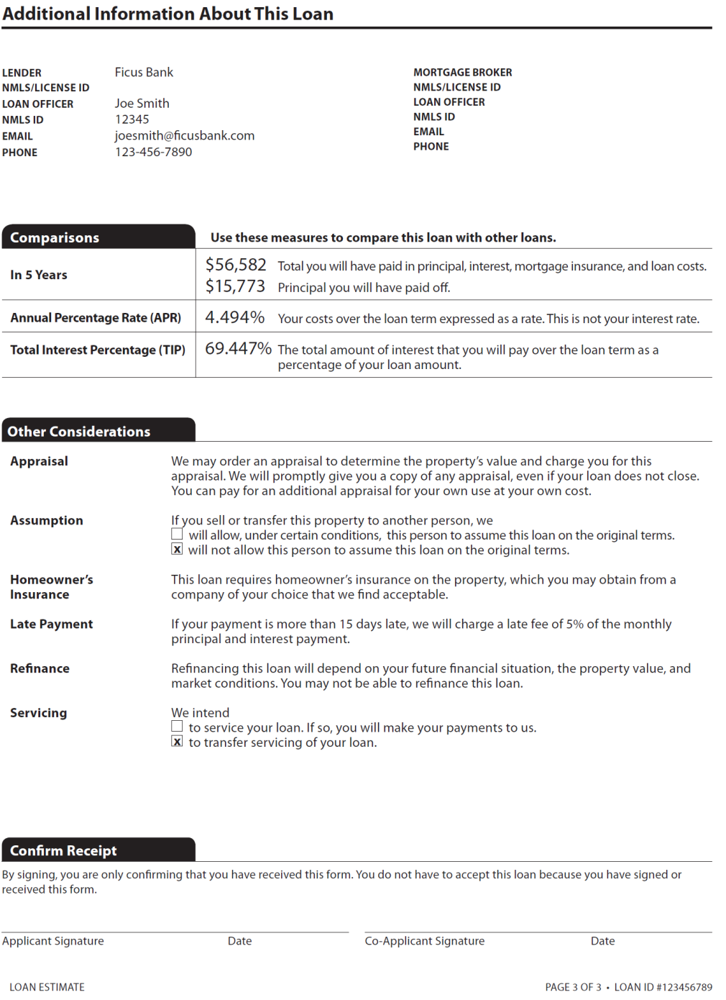 Additional Information About This Loan
LENDER Ficus Bank
NMLS/LICENSE ID
LOAN OFFICER Joe Smith
NMLS ID 12345
EMAIL joesmith@ficusbank.com
PHONE 123-456-7890
MORTGAGE BROKER
NMLS/LICENSE ID
LOAN OFFICER
NMLS ID
EMAIL
PHONE
Comparisons Use these measures to compare this loan with other loans.
In 5 Years
$56,582 Total you will have paid in principal, interest, mortgage insurance, and loan costs.
$15,773 Principal you will have paid off.
Annual Percentage Rate (APR) 4.494% Your costs over the loan term expressed as a rate. This is not your interest rate.
Total Interest Percentage (TIP) 69.447% The total amount of interest that you will pay over the loan term as a
percentage of your loan amount.
Other Considerations
Appraisal We may order an appraisal to determine the property’s value and charge you for this
appraisal. We will promptly give you a copy of any appraisal, even if your loan does not close.
You can pay for an additional appraisal for your own use at your own cost.
Assumption If you sell or transfer this property to another person, we
☐ will allow, under certain conditions, this person to assume this loan on the original terms.
☒ will not allow this person to assume this loan on the original terms.
Homeowner’s This loan requires homeowner’s insurance on the property, which you may obtain from a
Insurance company of your choice that we find acceptable.
Late Payment If your payment is more than 15 days late, we will charge a late fee of 5% of the monthly
principal and interest payment.
Refinance Refinancing this loan will depend on your future financial situation, the property value, and
market conditions. You may not be able to refinance this loan.
Servicing We intend
☐ to service your loan. If so, you will make your payments to us.
☒ to transfer servicing of your loan.
Confirm Receipt
By signing, you are only confirming that you have received this form. You do not have to accept this loan because you have signed or
received this form.
Applicant Signature Date Co-Applicant Signature Date
LOAN ESTIMATE PAGE 3 OF 3 • LOAN ID #123456789